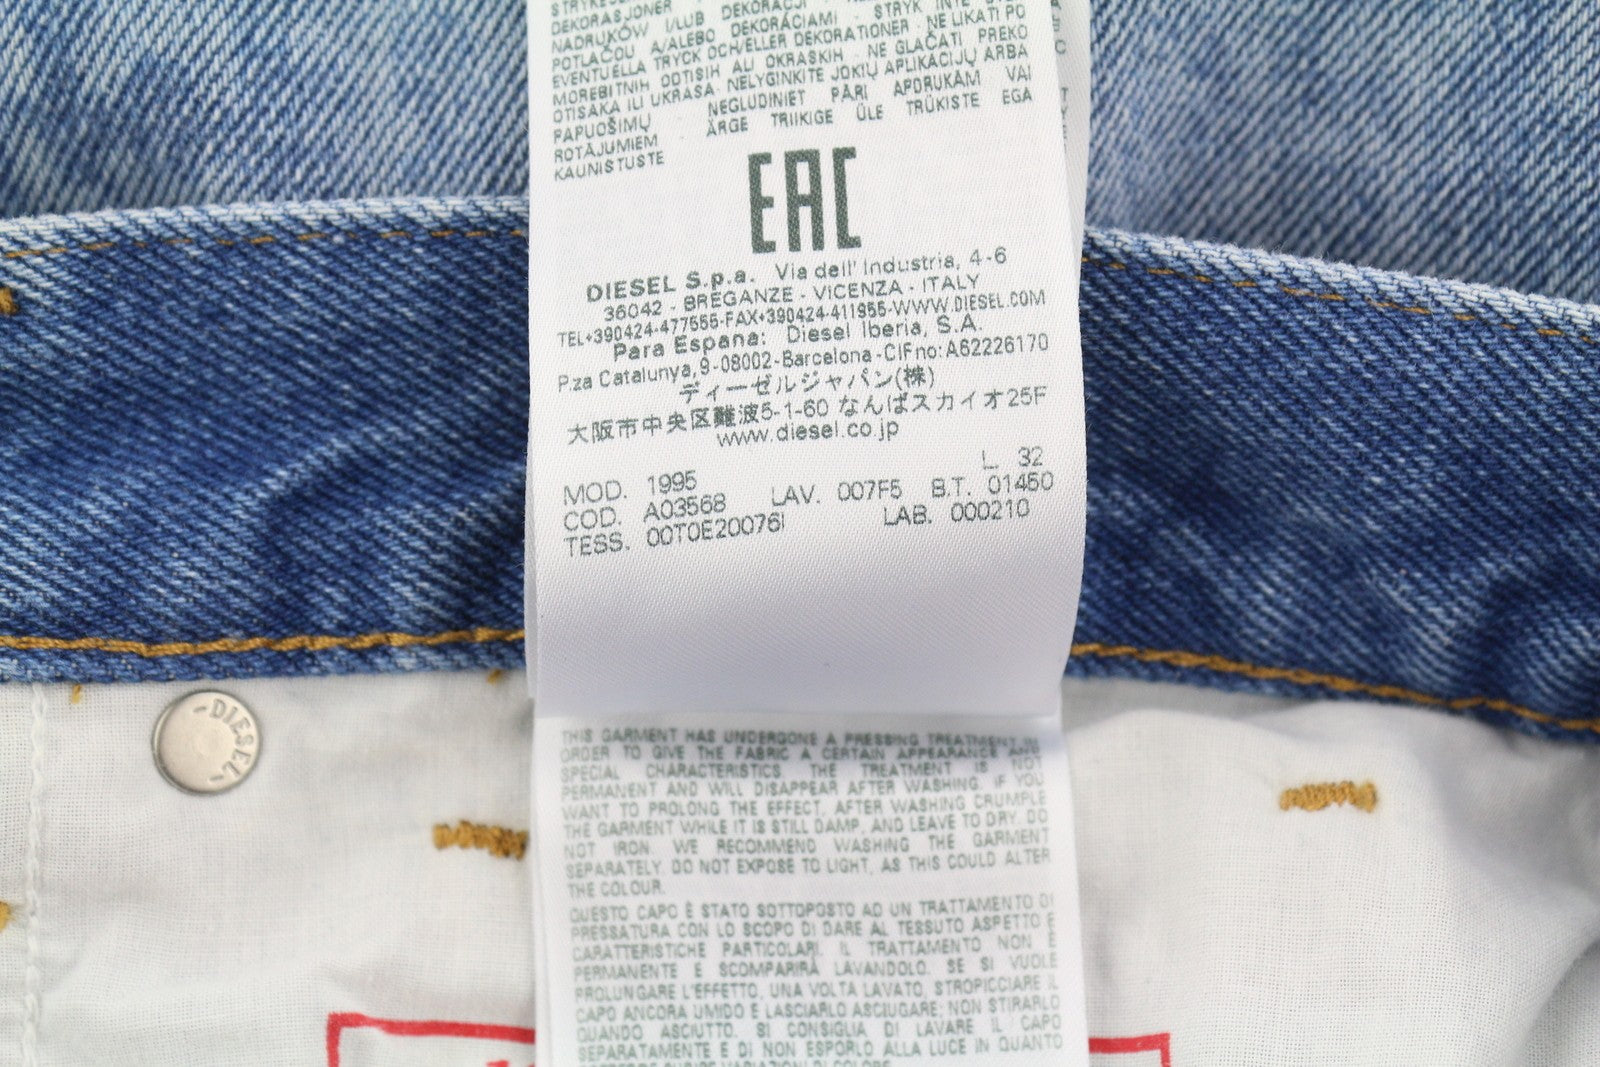 DEKORASJONER I/LUB DEKORACJI STRYK INTE
NADRUKÓW A/ALEBO DEKORÁCIAMI · NE LIKATI PO
POTLAČOU TRYCK OCH/ELLER DEKORATIONER · NE GLAČATI PREKO
EVENTUELLA ODTISIH ALI OKRASKIH · APLIKACIJŲ ARBA
MOREBITNIH UKRASA · NELYGINKITE JOKIŲ APDRUKĀM VAI
OTISAKA ILI NEGLUDINIET PĀRI TRÜKISTE EGA
PAPUOŠIMŲ ÄRGE TRIIKIGE ÜLE
ROTĀJUMIEM
KAUNISTUSTE
EAC
DIESEL S.p.a. Via dell' Industria, 4-6
36042 - BREGANZE - VICENZA - ITALY
TEL+390424-477555-FAX+390424-411955-WWW.DIESEL.COM
Para Espana: Diesel Iberia, S.A.
P.za Catalunya,9-08002-Barcelona-CIFno:A62226170
ディーゼルジャパン(株)
大阪市中央区難波5-1-60 なんばスカイオ25F
www.diesel.co.jp
L. 32
MOD. 1995
COD. A03568 LAV. 007F5 B.T. 01450
TESS. 00T0E20076I LAB. 000210
DIESEL
THIS GARMENT HAS UNDERGONE A PRESSING TREATMENT IN
ORDER TO GIVE THE FABRIC A CERTAIN APPEARANCE AND
SPECIAL CHARACTERISTICS. THE TREATMENT IS NOT
PERMANENT AND WILL DISAPPEAR AFTER WASHING. IF YOU
WANT TO PROLONG THE EFFECT, AFTER WASHING CRUMPLE
THE GARMENT WHILE IT IS STILL DAMP, AND LEAVE TO DRY. DO
NOT IRON. WE RECOMMEND WASHING THE GARMENT
SEPARATELY. DO NOT EXPOSE TO LIGHT, AS THIS COULD ALTER
THE COLOUR.
QUESTO CAPO È STATO SOTTOPOSTO AD UN TRATTAMENTO DI
PRESSATURA CON LO SCOPO DI DARE AL TESSUTO ASPETTO E
CARATTERISTICHE PARTICOLARI. IL TRATTAMENTO NON È
PERMANENTE E SCOMPARIRÀ LAVANDOLO. SE SI VUOLE
PROLUNGARE L'EFFETTO, UNA VOLTA LAVATO, STROPICCIARE IL
CAPO ANCORA UMIDO E LASCIARLO ASCIUGARE; NON STIRARLO
QUANDO ASCIUTTO. SI CONSIGLIA DI LAVARE IL CAPO
SEPARATAMENTE E DI NON ESPORLO ALLA LUCE IN QUANTO